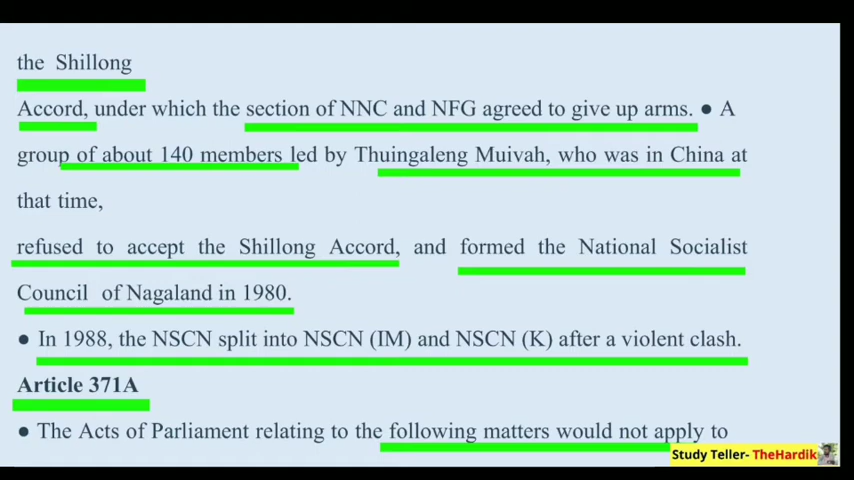 the Shillong
Accord, under which the section of NNC and NFG agreed to give up arms. ● A
group of about 140 members led by Thuingaleng Muivah, who was in China at
that time,
refused to accept the Shillong Accord, and formed the National Socialist
Council of Nagaland in 1980.
● In 1988, the NSCN split into NSCN (IM) and NSCN (K) after a violent clash.
Article 371A
● The Acts of Parliament relating to the following matters would not apply to
Study Teller- TheHardik